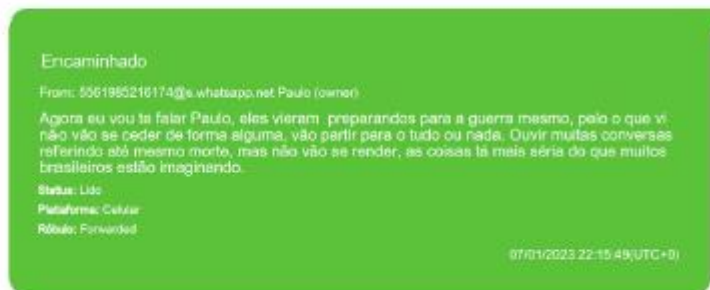 Encaminhado
From: 5561985216174@s.whatsapp.net Paulo (owner)
Agora eu vou te falar Paulo, eles vieram preparandos para a guerra mesmo, pelo o que vi
não vão se ceder de forma alguma, vão partir para o tudo ou nada. Ouvir muitas conversas
referindo até mesmo morte, mas não vão se render, as coisas tá mais séria do que muitos
brasileiros estão imaginando.
Status: Lido
Plataforma: Celular
Rótulo: Forwarded
07/01/2023 22:15:49(UTC+0)